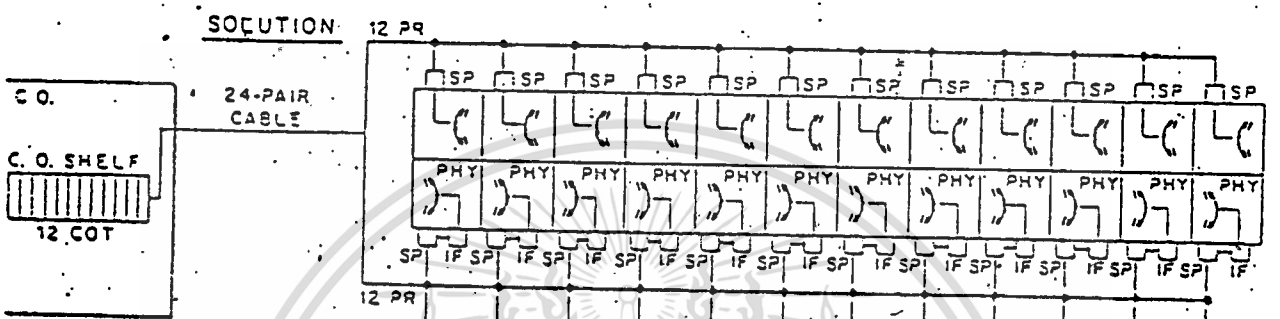 SOCUTION
12 PR
SP SP SP SP SP SP SP SP SP SP SP SP
C O.
24-PAIR
CABLE
C. O. SHELF
PHY PHY PHY PHY PHY PHY PHY PHY PHY PHY PHY PHY
12 COT
SP IF SP IF SP IF SP IF SP IF SP IF SP IF SP IF SP IF SP IF SP IF SP IF
12 PR